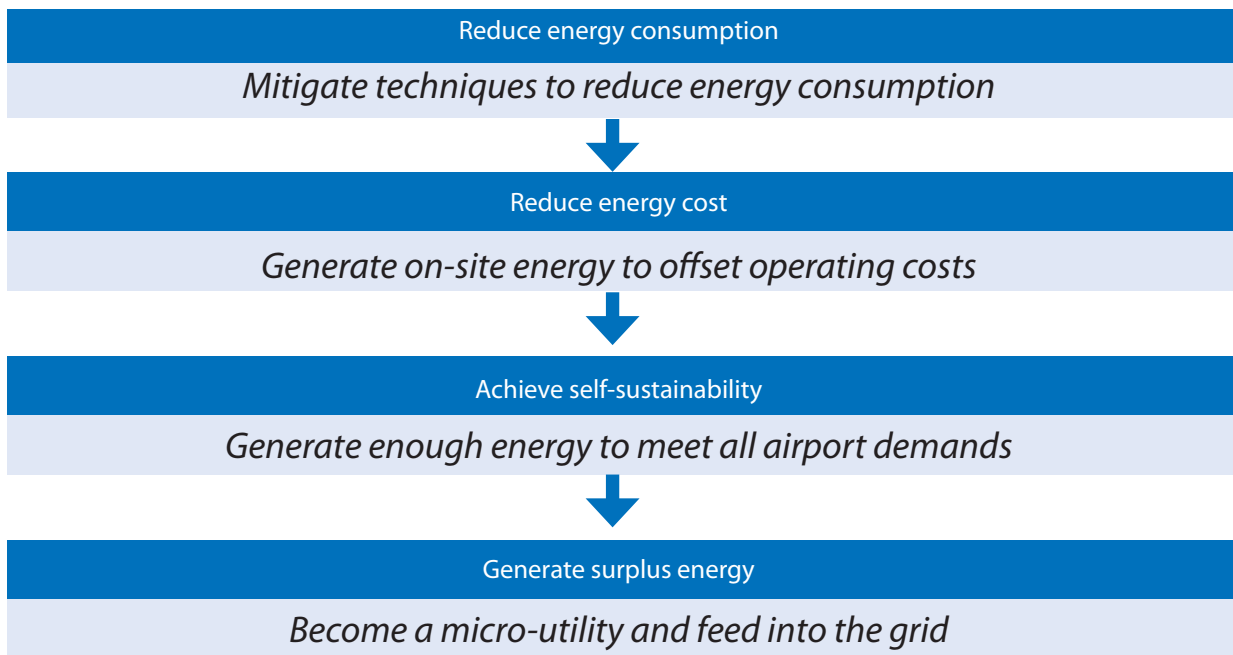 Reduce energy consumption
Mitigate techniques to reduce energy consumption
Reduce energy cost
Generate on-site energy to offset operating costs
Achieve self-sustainability
Generate enough energy to meet all airport demands
Generate surplus energy
Become a micro-utility and feed into the grid